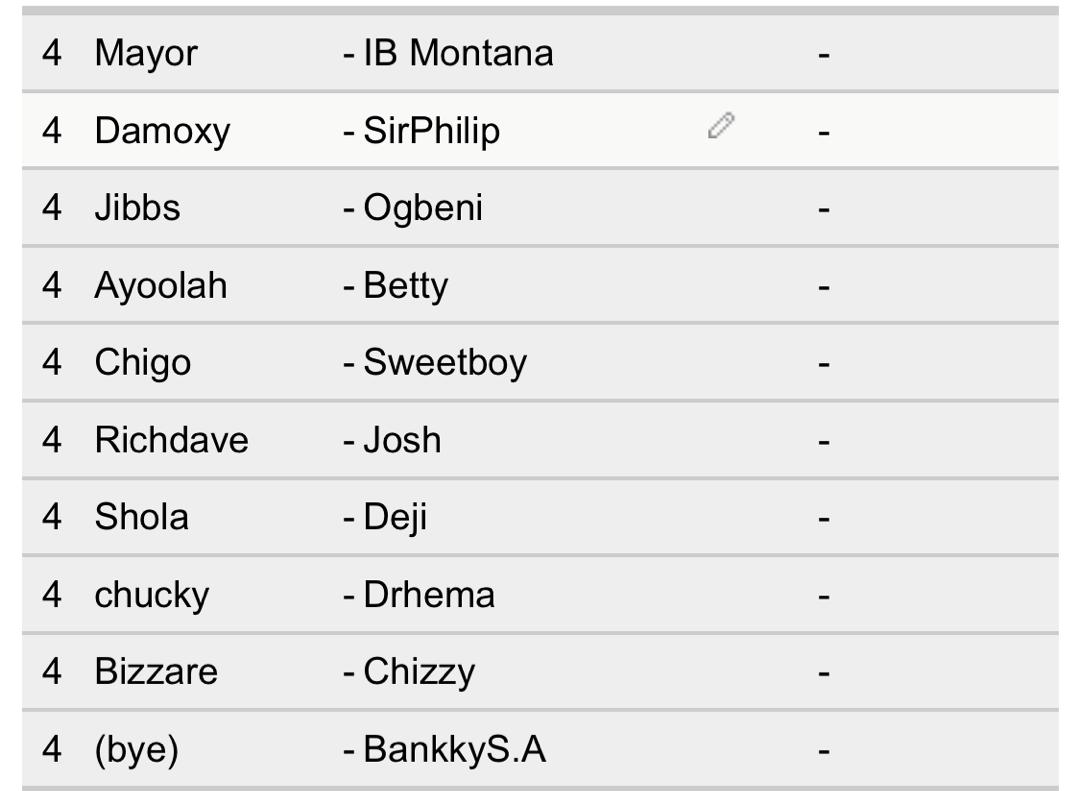 4 Mayor - IB Montana -
4 Damoxy - SirPhilip -
4 Jibbs - Ogbeni -
4 Ayoolah - Betty -
4 Chigo - Sweetboy -
4 Richdave - Josh -
4 Shola - Deji -
4 chucky - Drhema -
4 Bizzare - Chizzy -
4 (bye) - BankkyS.A -